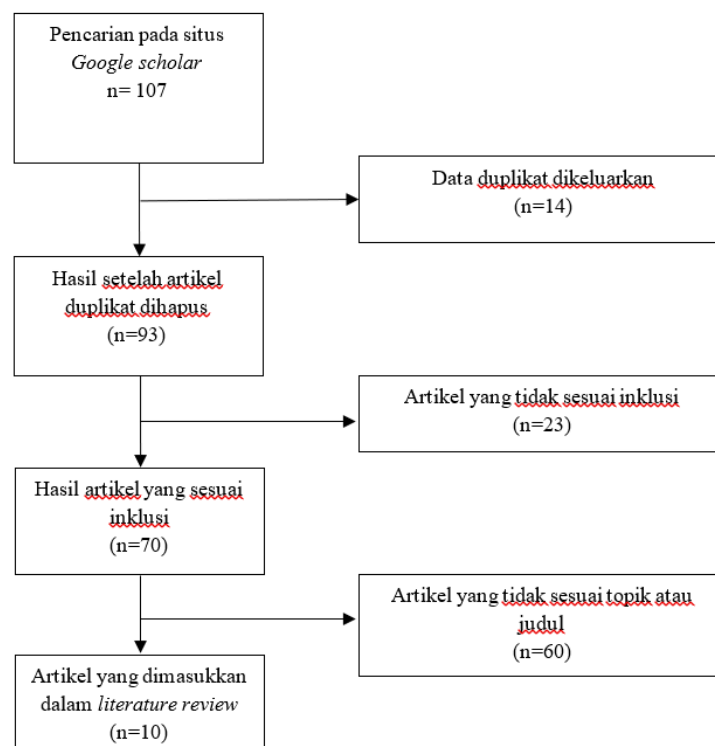 Pencarian pada situs
Google scholar
n= 107
Data duplikat dikeluarkan
(n=14)
Hasil setelah artikel
duplikat dihapus
(n=93)
Artikel yang tidak sesuai inklusi
(n=23)
Hasil artikel yang sesuai
inklusi
(n=70)
Artikel yang tidak sesuai topik atau
judul
(n=60)
Artikel yang dimasukkan
dalam literature review
(n=10)